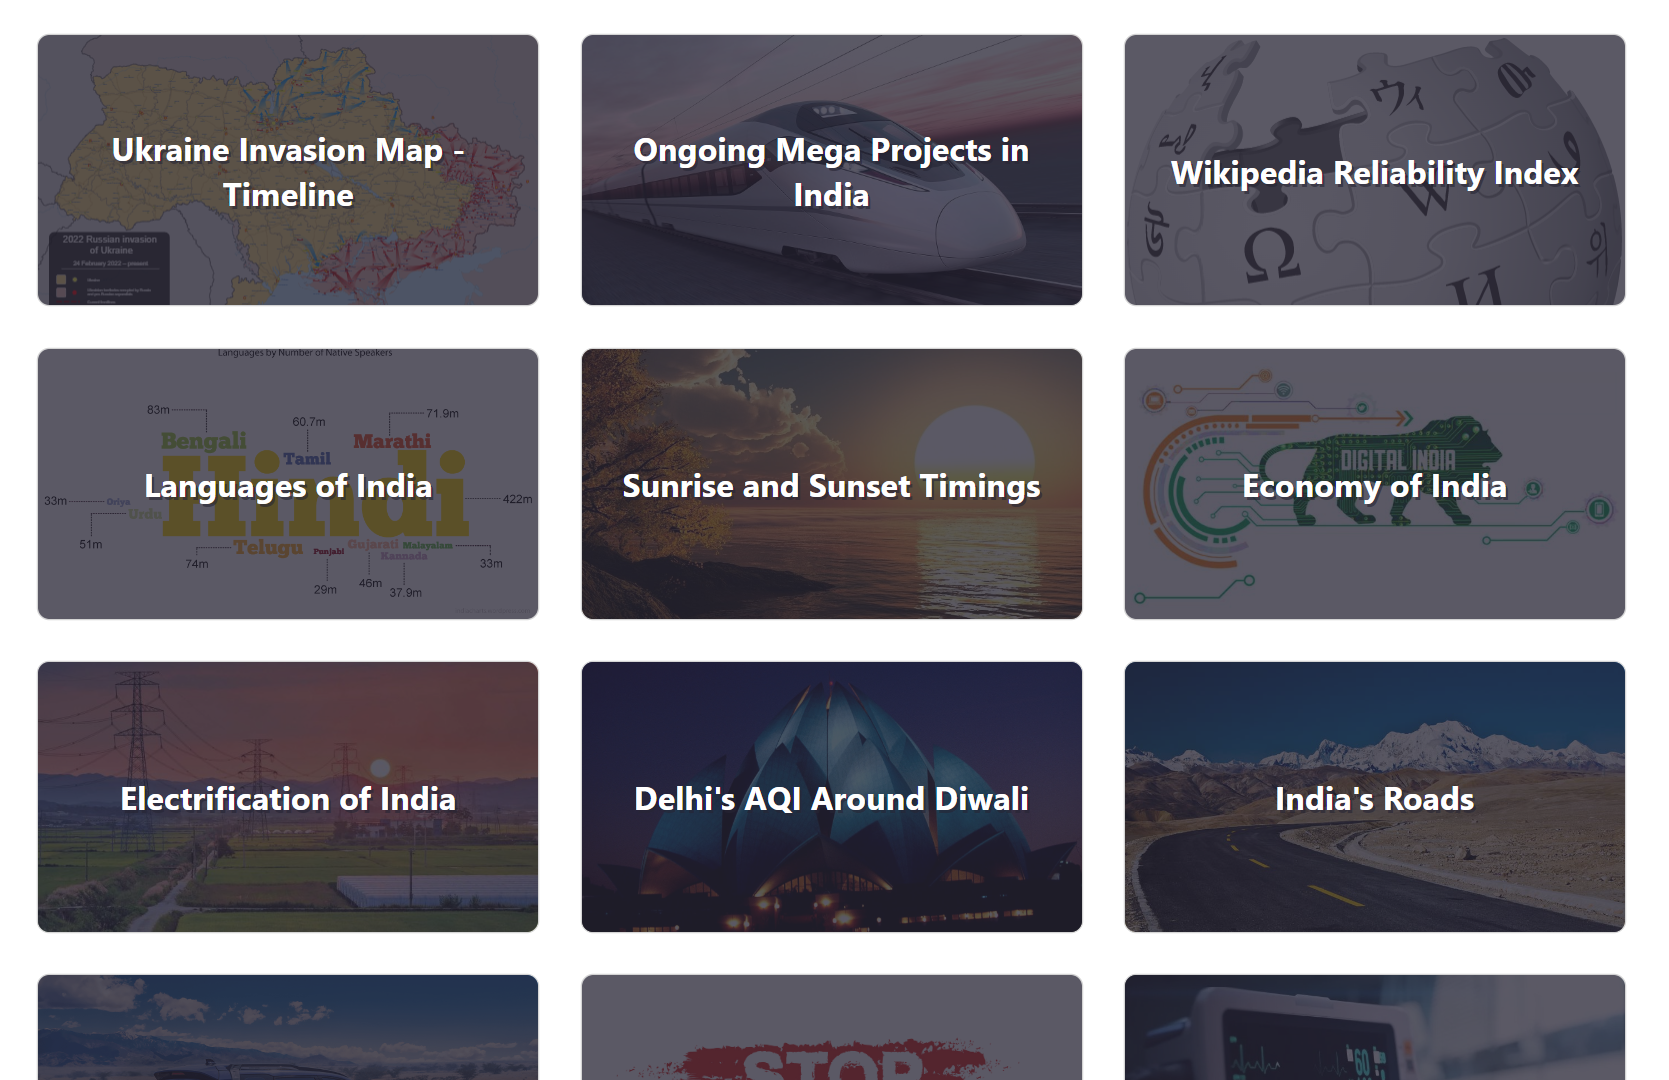 Ukraine Invasion Map -
Timeline
2022 Russian invasion
of Ukraine
24 February 2022 – present
Ongoing Mega Projects in
India
Wikipedia Reliability Index
ウィ
W
Ω
И
Languages by Number of Native Speakers
83m
60.7m
71.9m
Bengali
Tamil
Marathi
Hindi
Languages of India
33m
Oriya
422m
Urdu
51m
Telugu
Punjabi
Gujarati
Malayalam
Kannada
74m
33m
29m
46m
37.9m
Sunrise and Sunset Timings
DIGITAL INDIA
Economy of India
Electrification of India
Delhi's AQI Around Diwali
India's Roads
STOP
60